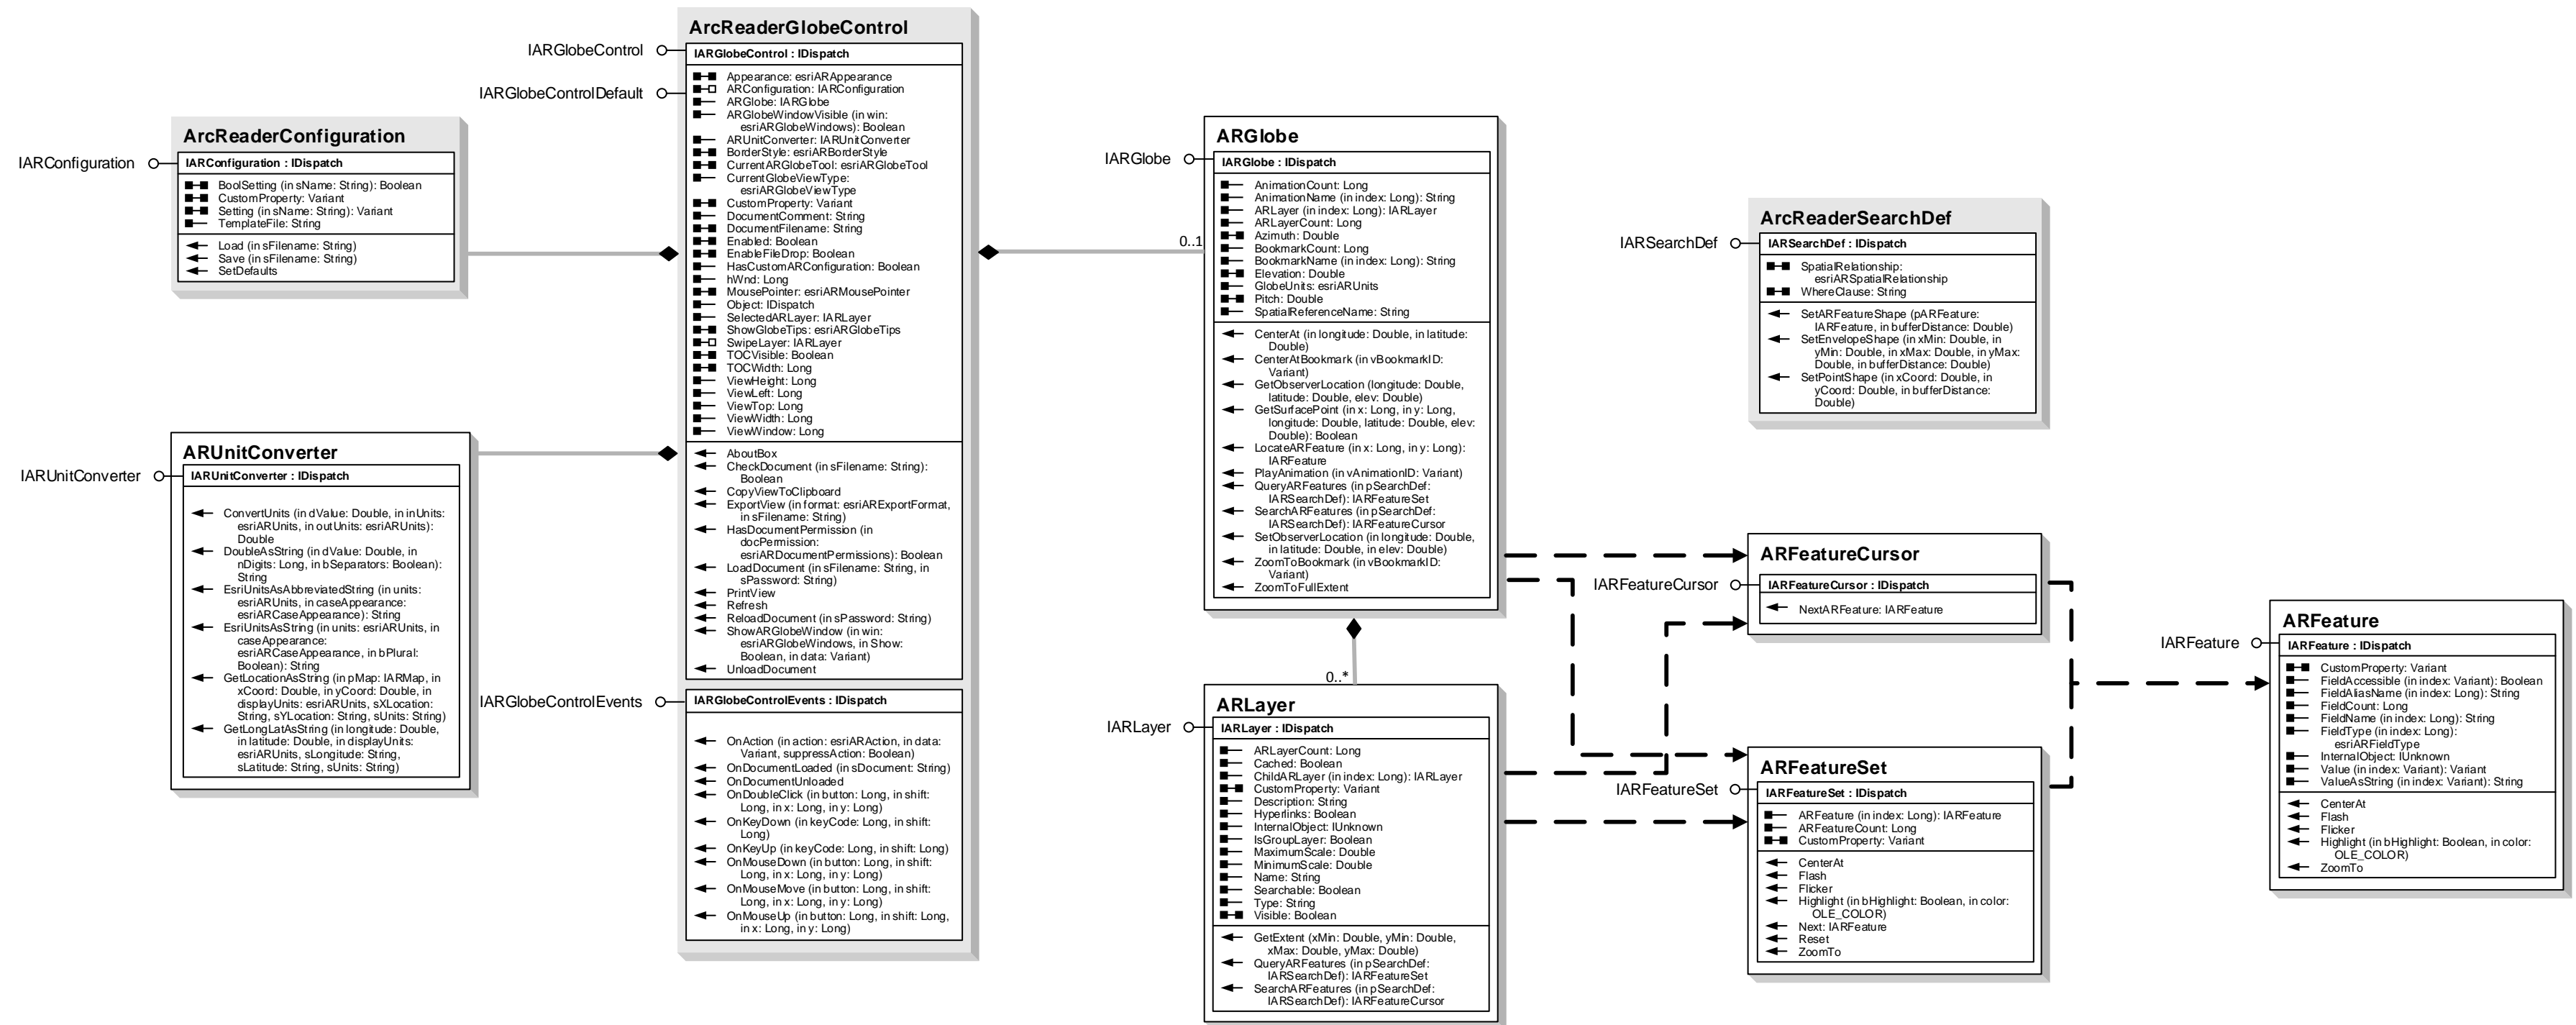 ArcReaderGlobeControl
IARGlobeControl
IARGlobeControl : IDispatch
IARGlobeControlDefault
Appearance: esriARAppearance
ARConfiguration: IARConfiguration
ARGlobe: IARGlobe
ARGlobeWindowVisible (in win:
esriARGlobeWindows): Boolean
ARUnitConverter: IARUnitConverter
BorderStyle: esriARBorderStyle
CurrentARGlobeTool: esriARGlobeTool
CurrentGlobeViewType:
esriARGlobeViewType
CustomProperty: Variant
DocumentComment: String
DocumentFilename: String
Enabled: Boolean
EnableFileDrop: Boolean
HasCustomARConfiguration: Boolean
hWnd: Long
MousePointer: esriARMousePointer
Object: IDispatch
SelectedARLayer: IARLayer
ShowGlobeTips: esriARGlobeTips
SwipeLayer: IARLayer
TOCVisible: Boolean
TOCWidth: Long
ViewHeight: Long
ViewLeft: Long
ViewTop: Long
ViewWidth: Long
ViewWindow: Long
AboutBox
CheckDocument (in sFilename: String):
Boolean
CopyViewToClipboard
ExportView (in format: esriARExportFormat,
in sFilename: String)
HasDocumentPermission (in
docPermission:
esriARDocumentPermissions): Boolean
LoadDocument (in sFilename: String, in
sPassword: String)
PrintView
Refresh
ReloadDocument (in sPassword: String)
ShowARGlobeWindow (in win:
esriARGlobeWindows, in Show:
Boolean, in data: Variant)
UnloadDocument
IARGlobeControlEvents
IARGlobeControlEvents : IDispatch
OnAction (in action: esriARAction, in data:
Variant, suppressAction: Boolean)
OnDocumentLoaded (in sDocument: String)
OnDocumentUnloaded
OnDoubleClick (in button: Long, in shift:
Long, in x: Long, in y: Long)
OnKeyDown (in keyCode: Long, in shift:
Long)
OnKeyUp (in keyCode: Long, in shift: Long)
OnMouseDown (in button: Long, in shift:
Long, in x: Long, in y: Long)
OnMouseMove (in button: Long, in shift:
Long, in x: Long, in y: Long)
OnMouseUp (in button: Long, in shift: Long,
in x: Long, in y: Long)
ArcReaderConfiguration
IARConfiguration
IARConfiguration : IDispatch
BoolSetting (in sName: String): Boolean
CustomProperty: Variant
Setting (in sName: String): Variant
TemplateFile: String
Load (in sFilename: String)
Save (in sFilename: String)
SetDefaults
ARUnitConverter
IARUnitConverter
IARUnitConverter : IDispatch
ConvertUnits (in dValue: Double, in inUnits:
esriARUnits, in outUnits: esriARUnits):
Double
DoubleAsString (in dValue: Double, in
nDigits: Long, in bSeparators: Boolean):
String
EsriUnitsAsAbbreviatedString (in units:
esriARUnits, in caseAppearance:
esriARCaseAppearance): String
EsriUnitsAsString (in units: esriARUnits, in
caseAppearance:
esriARCaseAppearance, in bPlural:
Boolean): String
GetLocationAsString (in pMap: IARMap, in
xCoord: Double, in yCoord: Double, in
displayUnits: esriARUnits, sXLocation:
String, sYLocation: String, sUnits: String)
GetLongLatAsString (in longitude: Double,
in latitude: Double, in displayUnits:
esriARUnits, sLongitude: String,
sLatitude: String, sUnits: String)
ARGlobe
IARGlobe
IARGlobe : IDispatch
AnimationCount: Long
AnimationName (in index: Long): String
ARLayer (in index: Long): IARLayer
ARLayerCount: Long
Azimuth: Double
BookmarkCount: Long
BookmarkName (in index: Long): String
Elevation: Double
GlobeUnits: esriARUnits
Pitch: Double
SpatialReferenceName: String
0..1
CenterAt (in longitude: Double, in latitude:
Double)
CenterAtBookmark (in vBookmarkID:
Variant)
GetObserverLocation (longitude: Double,
latitude: Double, elev: Double)
GetSurfacePoint (in x: Long, in y: Long,
longitude: Double, latitude: Double, elev:
Double): Boolean
LocateARFeature (in x: Long, in y: Long):
IARFeature
PlayAnimation (in vAnimationID: Variant)
QueryARFeatures (in pSearchDef:
IARSearchDef): IARFeatureSet
SearchARFeatures (in pSearchDef:
IARSearchDef): IARFeatureCursor
SetObserverLocation (in longitude: Double,
in latitude: Double, in elev: Double)
ZoomToBookmark (in vBookmarkID:
Variant)
ZoomToFullExtent
0..*
ARLayer
IARLayer
IARLayer : IDispatch
ARLayerCount: Long
Cached: Boolean
ChildARLayer (in index: Long): IARLayer
CustomProperty: Variant
Description: String
Hyperlinks: Boolean
InternalObject: IUnknown
IsGroupLayer: Boolean
MaximumScale: Double
MinimumScale: Double
Name: String
Searchable: Boolean
Type: String
Visible: Boolean
GetExtent (xMin: Double, yMin: Double,
xMax: Double, yMax: Double)
QueryARFeatures (in pSearchDef:
IARSearchDef): IARFeatureSet
SearchARFeatures (in pSearchDef:
IARSearchDef): IARFeatureCursor
ArcReaderSearchDef
IARSearchDef
IARSearchDef : IDispatch
SpatialRelationship:
esriARSpatialRelationship
WhereClause: String
SetARFeatureShape (pARFeature:
IARFeature, in bufferDistance: Double)
SetEnvelopeShape (in xMin: Double, in
yMin: Double, in xMax: Double, in yMax:
Double, in bufferDistance: Double)
SetPointShape (in xCoord: Double, in
yCoord: Double, in bufferDistance:
Double)
ARFeatureCursor
IARFeatureCursor
IARFeatureCursor : IDispatch
NextARFeature: IARFeature
ARFeatureSet
IARFeatureSet
IARFeatureSet : IDispatch
ARFeature (in index: Long): IARFeature
ARFeatureCount: Long
CustomProperty: Variant
CenterAt
Flash
Flicker
Highlight (in bHighlight: Boolean, in color:
OLE_COLOR)
Next: IARFeature
Reset
ZoomTo
ARFeature
IARFeature
IARFeature : IDispatch
CustomProperty: Variant
FieldAccessible (in index: Variant): Boolean
FieldAliasName (in index: Long): String
FieldCount: Long
FieldName (in index: Long): String
FieldType (in index: Long):
esriARFieldType
InternalObject: IUnknown
Value (in index: Variant): Variant
ValueAsString (in index: Variant): String
CenterAt
Flash
Flicker
Highlight (in bHighlight: Boolean, in color:
OLE_COLOR)
ZoomTo